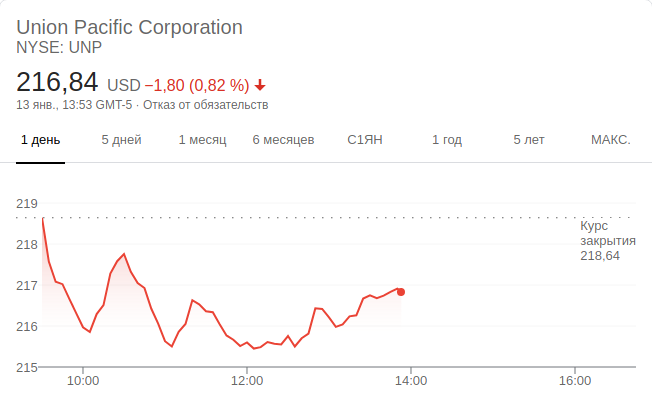 Union Pacific Corporation
NYSE: UNP
216,84 USD −1,80 (0,82 %)
13 янв., 13:53 GMT-5 · Отказ от обязательств
1 день 5 дней 1 месяц 6 месяцев С1ЯН 1 год 5 лет МАКС.
219
218
217
216
215
Курс
закрытия
218,64
10:00 12:00 14:00 16:00